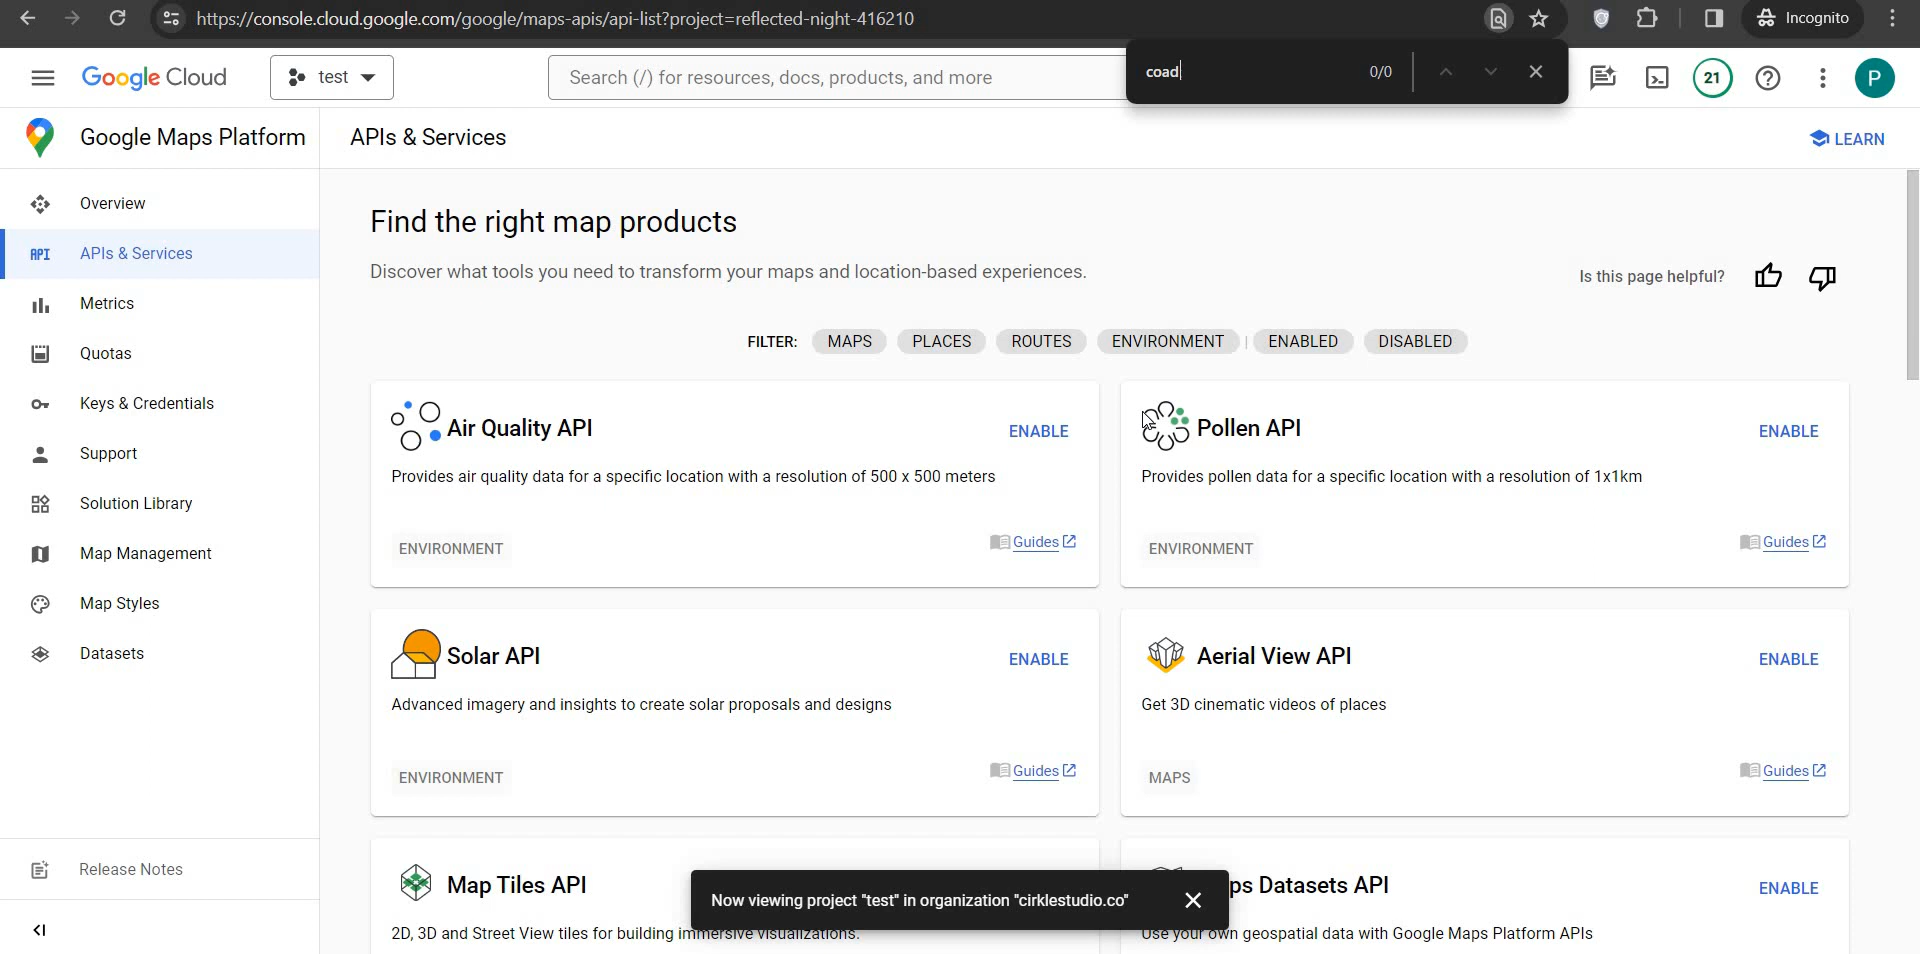 https://console.cloud.google.com/google/maps-apis/api-list?project=reflected-night-416210
Incognito
Google Cloud
test
Search (/) for resources, docs, products, and more
coad
0/0
21
P
Google Maps Platform
APIs & Services
LEARN
Overview
API APIs & Services
Metrics
Quotas
Keys & Credentials
Support
Solution Library
Map Management
Map Styles
Datasets
Release Notes
Find the right map products
Discover what tools you need to transform your maps and location-based experiences.
Is this page helpful?
FILTER: MAPS PLACES ROUTES ENVIRONMENT ENABLED DISABLED
Air Quality API
ENABLE
Provides air quality data for a specific location with a resolution of 500 x 500 meters
ENVIRONMENT
Guides
Pollen API
ENABLE
Provides pollen data for a specific location with a resolution of 1x1km
ENVIRONMENT
Guides
Solar API
ENABLE
Advanced imagery and insights to create solar proposals and designs
ENVIRONMENT
Guides
Aerial View API
ENABLE
Get 3D cinematic videos of places
MAPS
Guides
Map Tiles API
2D, 3D and Street View tiles for building immersive visualizations.
ps Datasets API
ENABLE
Use your own geospatial data with Google Maps Platform APIs
Now viewing project "test" in organization "cirklestudio.co"